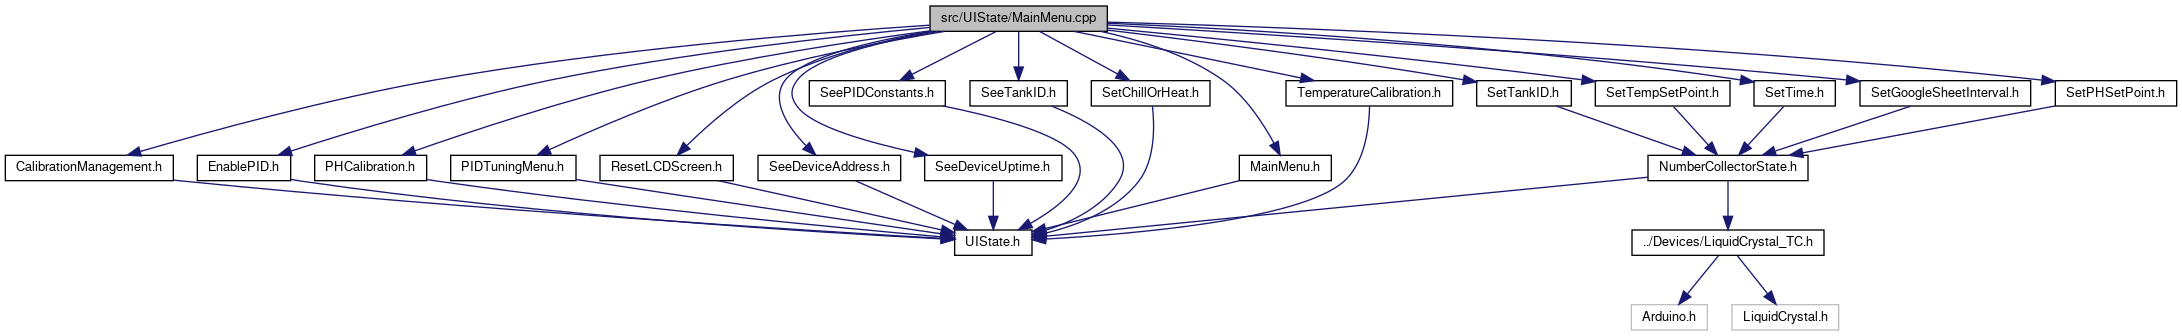 src/UIState/MainMenu.cpp
SeePIDConstants.h
SeeTankID.h
SetChillOrHeat.h
TemperatureCalibration.h
SetTankID.h
SetTempSetPoint.h
SetTime.h
SetGoogleSheetInterval.h
SetPHSetPoint.h
CalibrationManagement.h
EnablePID.h
PHCalibration.h
PIDTuningMenu.h
ResetLCDScreen.h
SeeDeviceAddress.h
SeeDeviceUptime.h
MainMenu.h
NumberCollectorState.h
UIState.h
../Devices/LiquidCrystal_TC.h
Arduino.h
LiquidCrystal.h